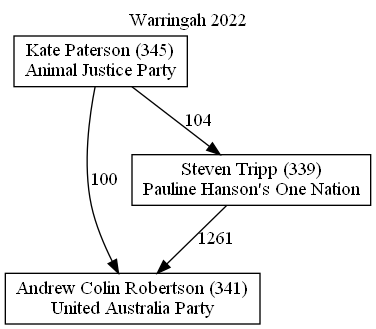 Warringah 2022
Kate Paterson (345)
Animal Justice Party
104
Steven Tripp (339)
Pauline Hanson's One Nation
100
1261
Andrew Colin Robertson (341)
United Australia Party